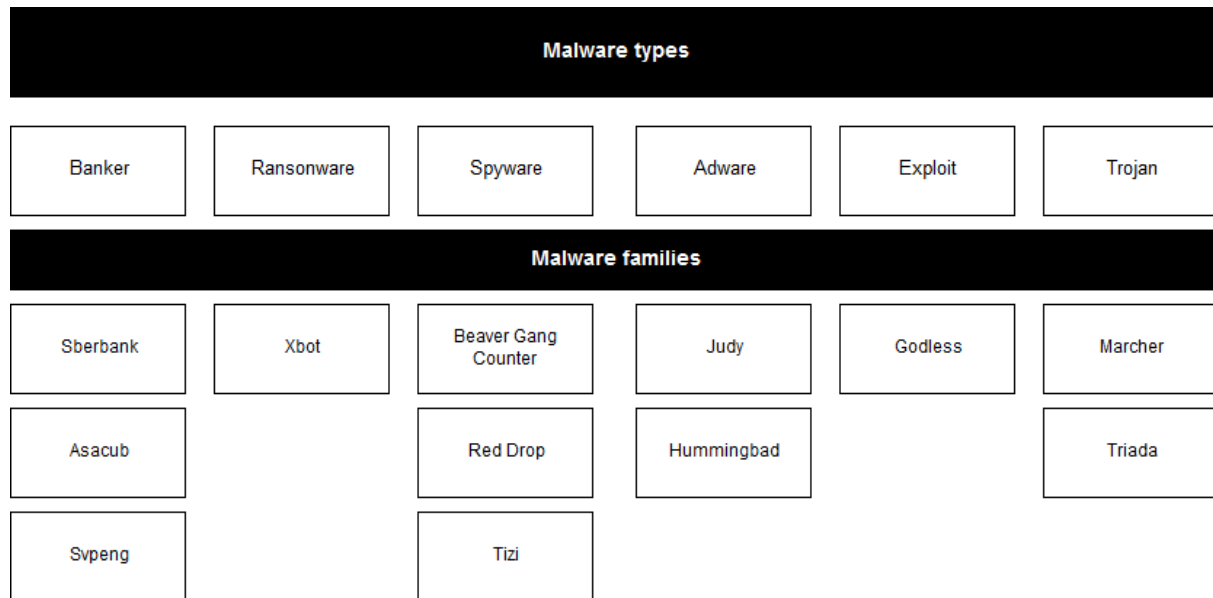 Malware types
Banker
Ransonware
Spyware
Adware
Exploit
Trojan
Malware families
Sberbank
Xbot
Beaver Gang
Counter
Judy
Godless
Marcher
Asacub
Red Drop
Hummingbad
Triada
Svpeng
Tizi